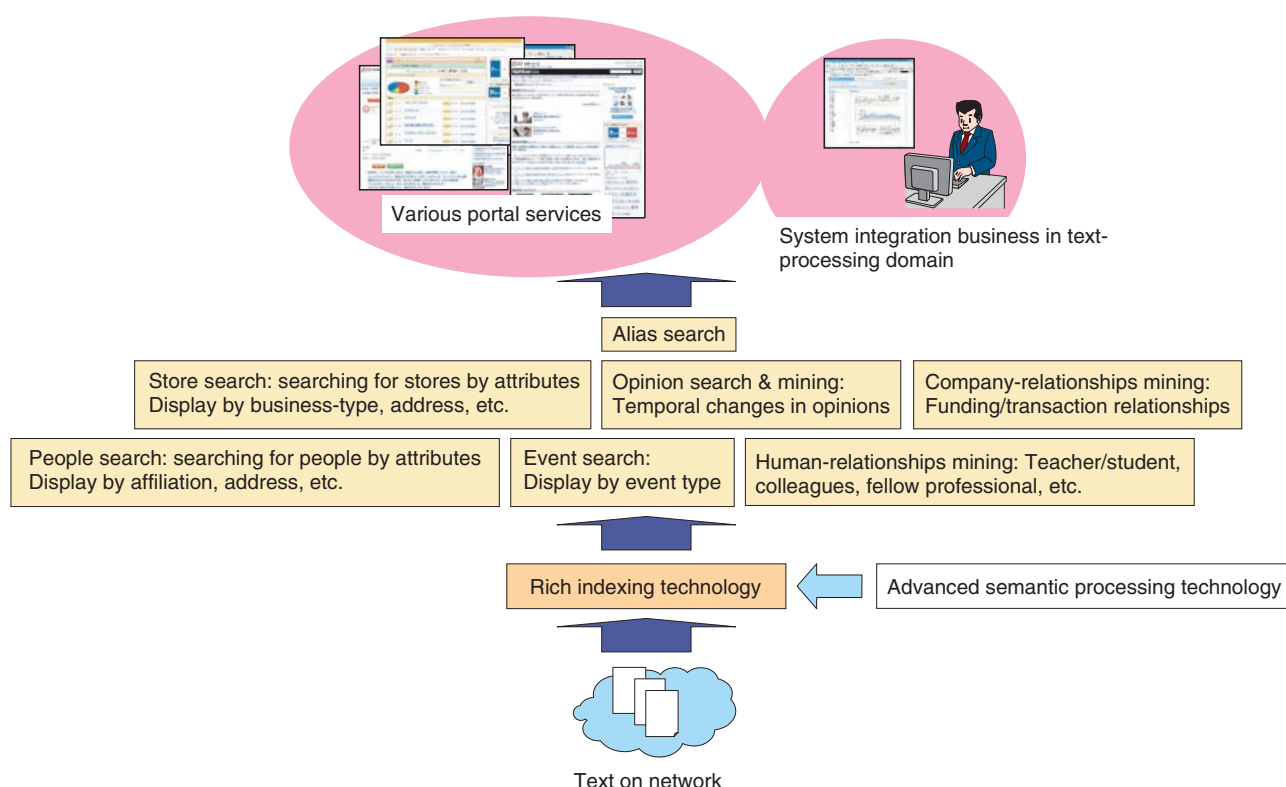 Various portal services
System integration business in text-
processing domain
Alias search
Store search: searching for stores by attributes
Display by business-type, address, etc.
Opinion search & mining:
Temporal changes in opinions
Company-relationships mining:
Funding/transaction relationships
People search: searching for people by attributes
Display by affiliation, address, etc.
Event search:
Display by event type
Human-relationships mining: Teacher/student,
colleagues, fellow professional, etc.
Rich indexing technology
Advanced semantic processing technology
Text on network